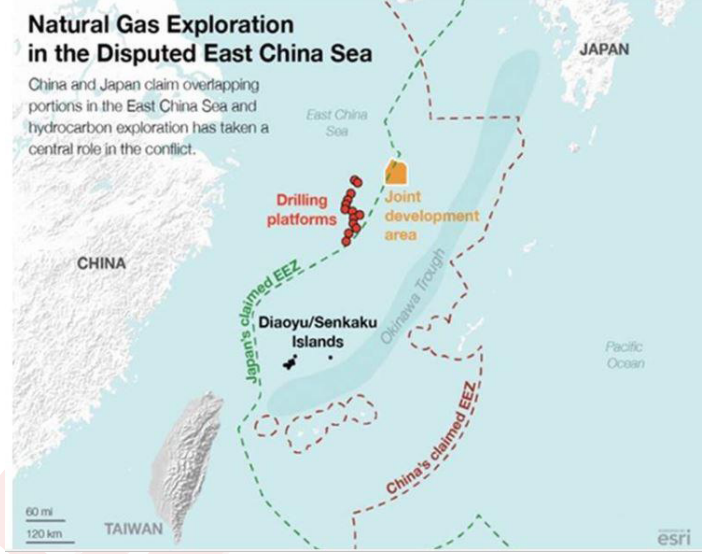 Natural Gas Exploration
in the Disputed East China Sea
China and Japan claim overlapping
portions in the East China Sea and
hydrocarbon exploration has taken a
central role in the conflict.
JAPAN
East China
Sea
Drilling
platforms
Joint
development
area
CHINA
Japan's claimed EEZ
Okinawa Trough
Diaoyu/Senkaku
Islands
Pacific
Ocean
China's claimed EEZ
60 mi
120 km
TAIWAN
esri